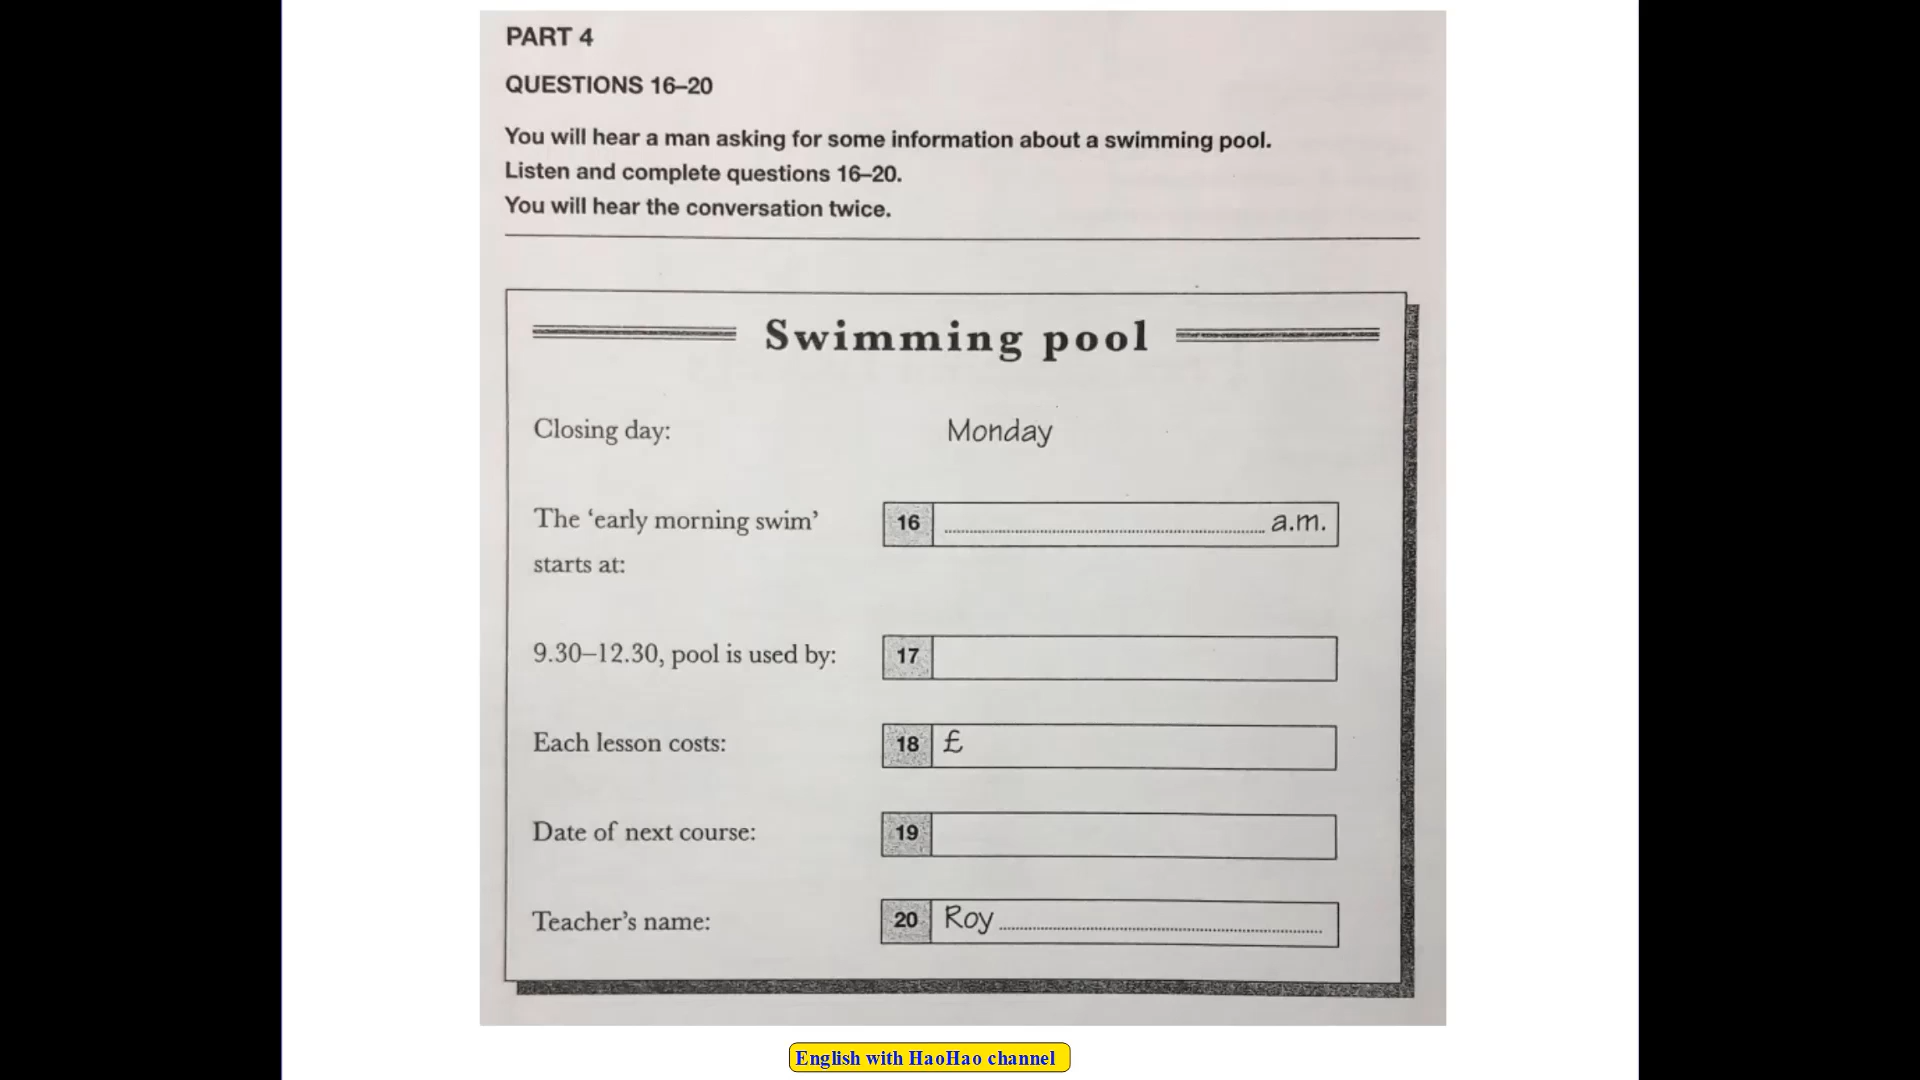 PART 4
QUESTIONS 16–20
You will hear a man asking for some information about a swimming pool.
Listen and complete questions 16–20.
You will hear the conversation twice.
Swimming pool
Closing day: Monday
The ‘early morning swim’ 16 a.m.
starts at:
9.30–12.30, pool is used by: 17
Each lesson costs: 18 £
Date of next course: 19
Teacher’s name: 20 Roy
English with HaoHao channel